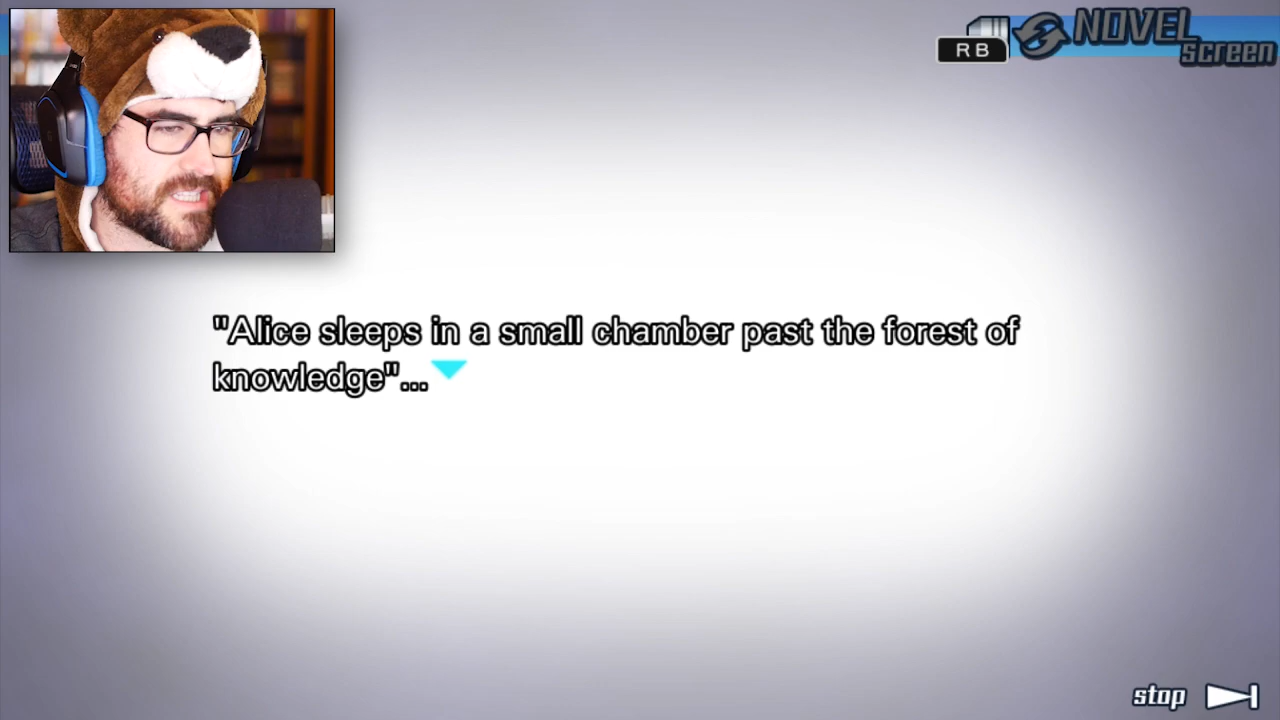 RB
NOVEL
screen
"Alice sleeps in a small chamber past the forest of
knowledge"...
stop